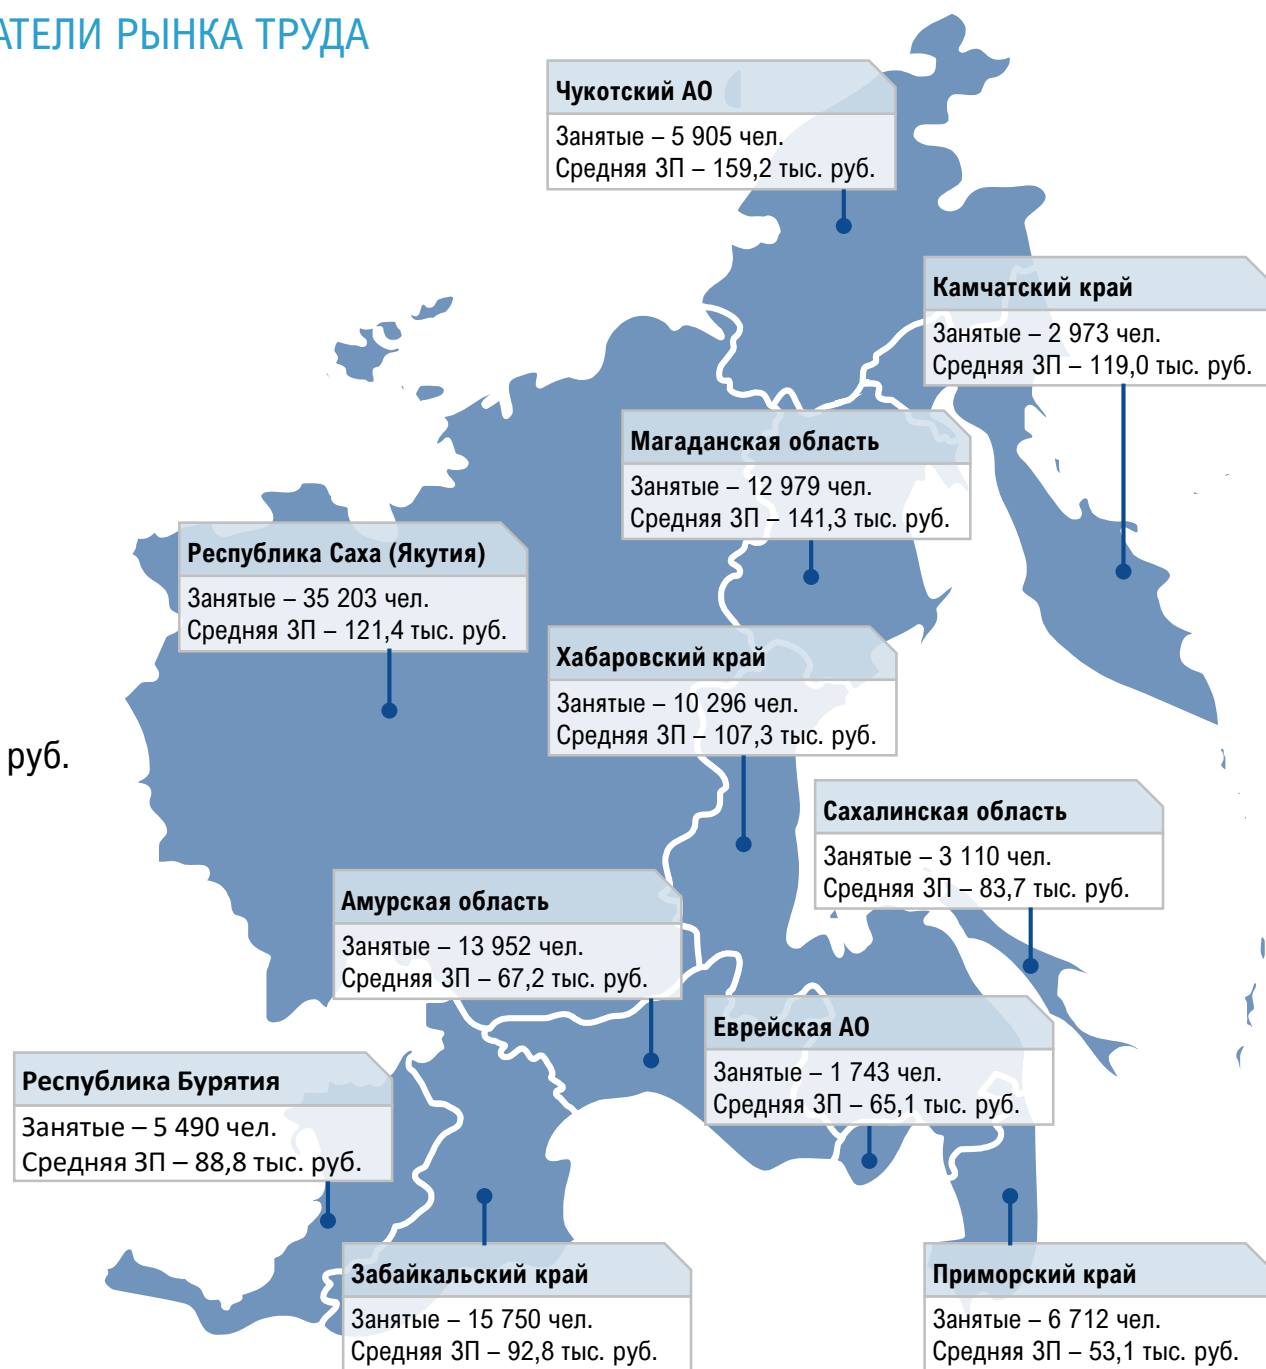 АТЕЛИ РЫНКА ТРУДА
Чукотский АО
Занятые – 5 905 чел.
Средняя ЗП – 159,2 тыс. руб.
Камчатский край
Занятые – 2 973 чел.
Средняя ЗП – 119,0 тыс. руб.
Магаданская область
Занятые – 12 979 чел.
Средняя ЗП – 141,3 тыс. руб.
Республика Саха (Якутия)
Занятые – 35 203 чел.
Средняя ЗП – 121,4 тыс. руб.
Хабаровский край
Занятые – 10 296 чел.
Средняя ЗП – 107,3 тыс. руб.
руб.
Сахалинская область
Занятые – 3 110 чел.
Средняя ЗП – 83,7 тыс. руб.
Амурская область
Занятые – 13 952 чел.
Средняя ЗП – 67,2 тыс. руб.
Еврейская АО
Занятые – 1 743 чел.
Средняя ЗП – 65,1 тыс. руб.
Республика Бурятия
Занятые – 5 490 чел.
Средняя ЗП – 88,8 тыс. руб.
Забайкальский край
Занятые – 15 750 чел.
Средняя ЗП – 92,8 тыс. руб.
Приморский край
Занятые – 6 712 чел.
Средняя ЗП – 53,1 тыс. руб.